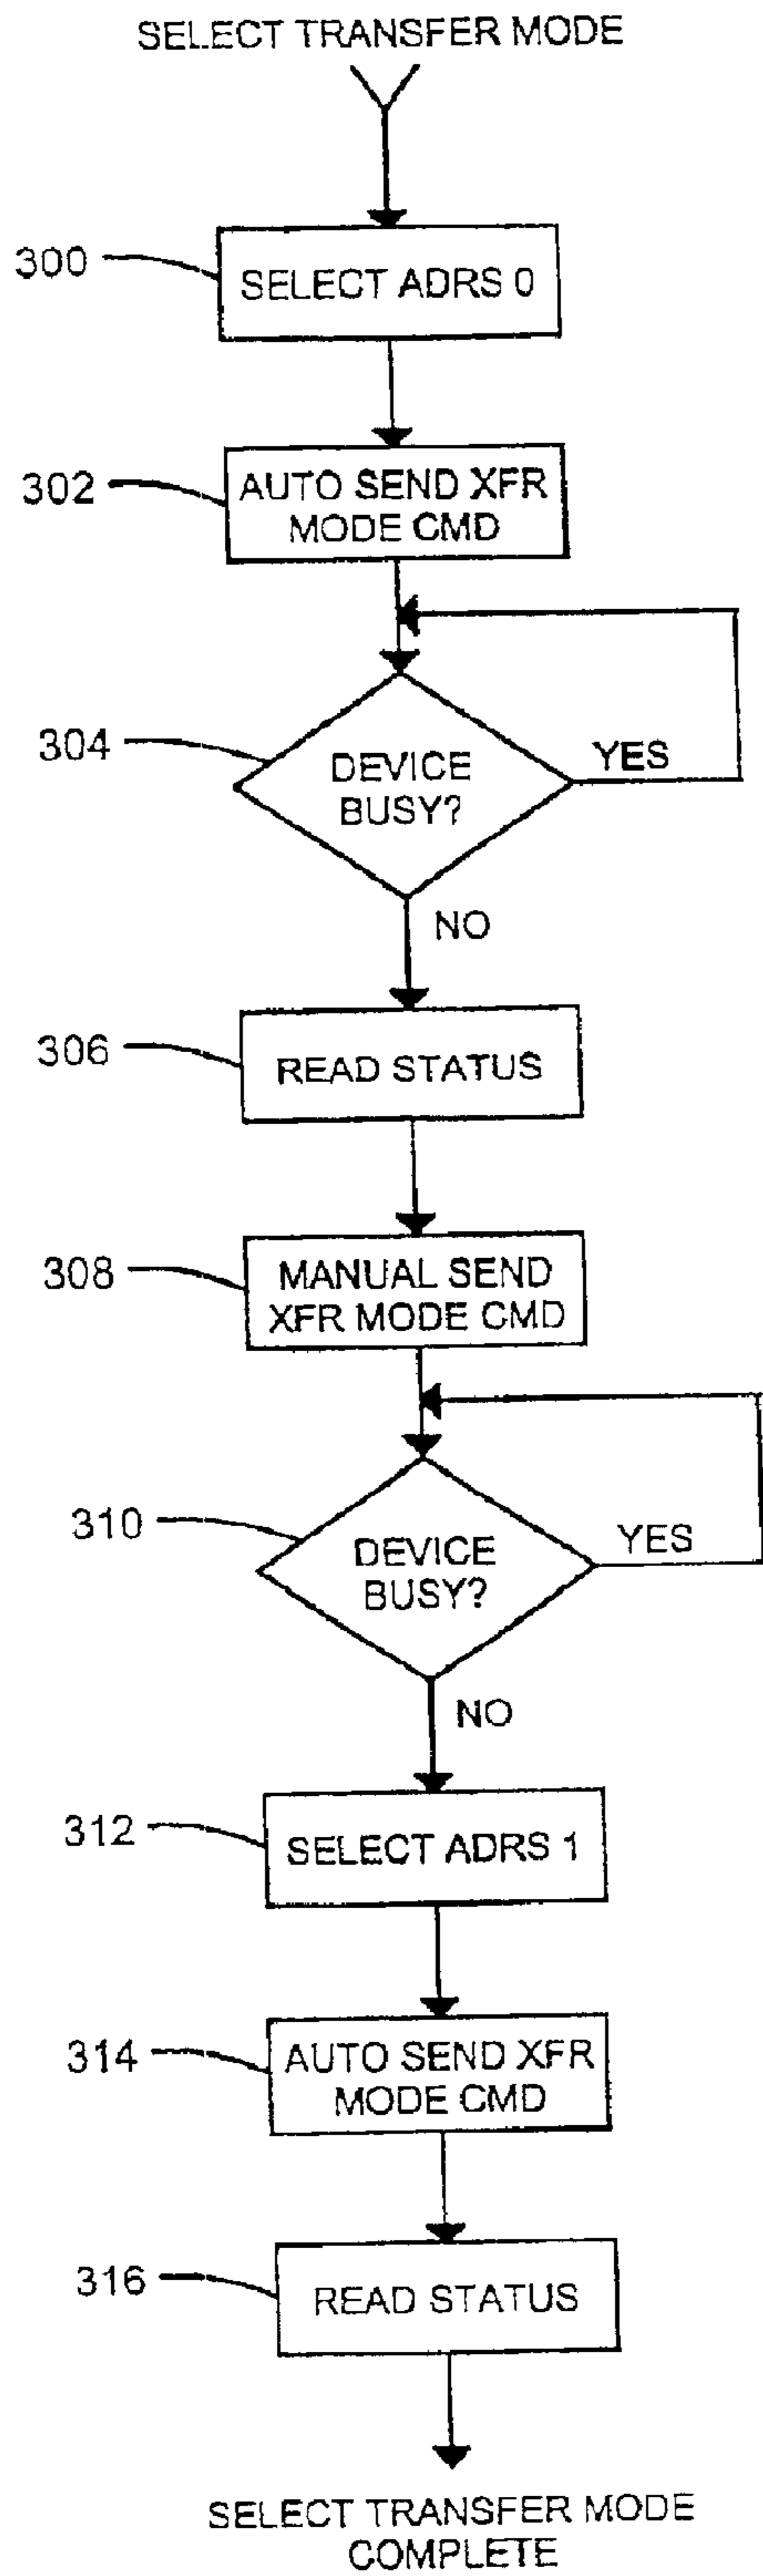 SELECT TRANSFER MODE
300
SELECT ADRS 0
302
AUTO SEND XFR
MODE CMD
304
DEVICE
BUSY?
YES
NO
306
READ STATUS
308
MANUAL SEND
XFR MODE CMD
310
DEVICE
BUSY?
YES
NO
312
SELECT ADRS 1
314
AUTO SEND XFR
MODE CMD
316
READ STATUS
SELECT TRANSFER MODE
COMPLETE